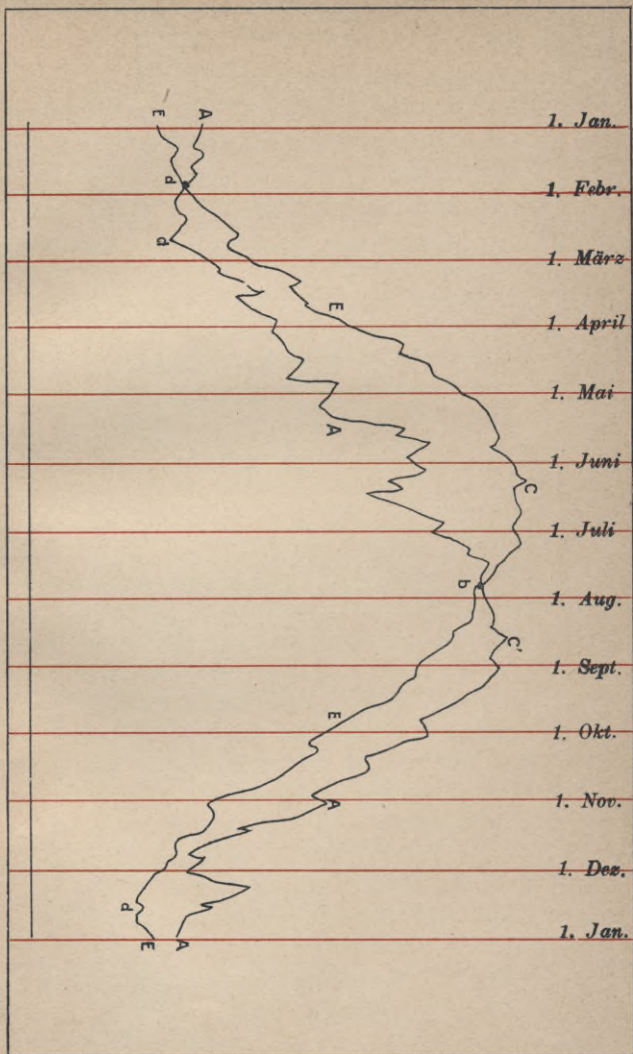 A
E
1. Jan.
d
1. Febr.
d
1. März
E
1. April
1. Mai
A
1. Juni
C
1. Juli
b
1. Aug.
C'
1. Sept.
E
1. Okt.
A
1. Nov.
1. Dez.
d
E
A
1. Jan.